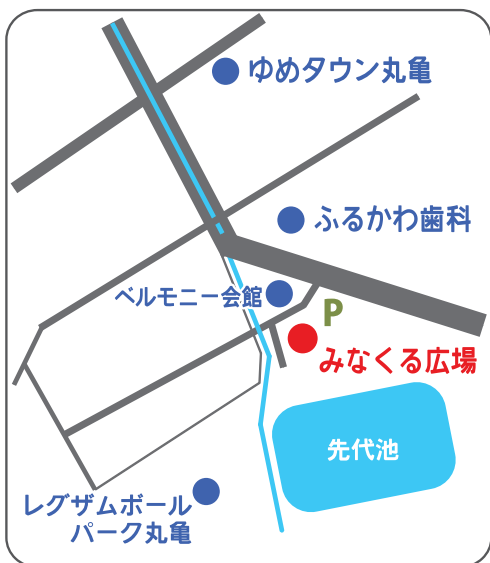 ゆめタウン丸亀
ふるかわ歯科
ベルモニー会館
P
みなくる広場
先代池
レグザムボール
パーク丸亀